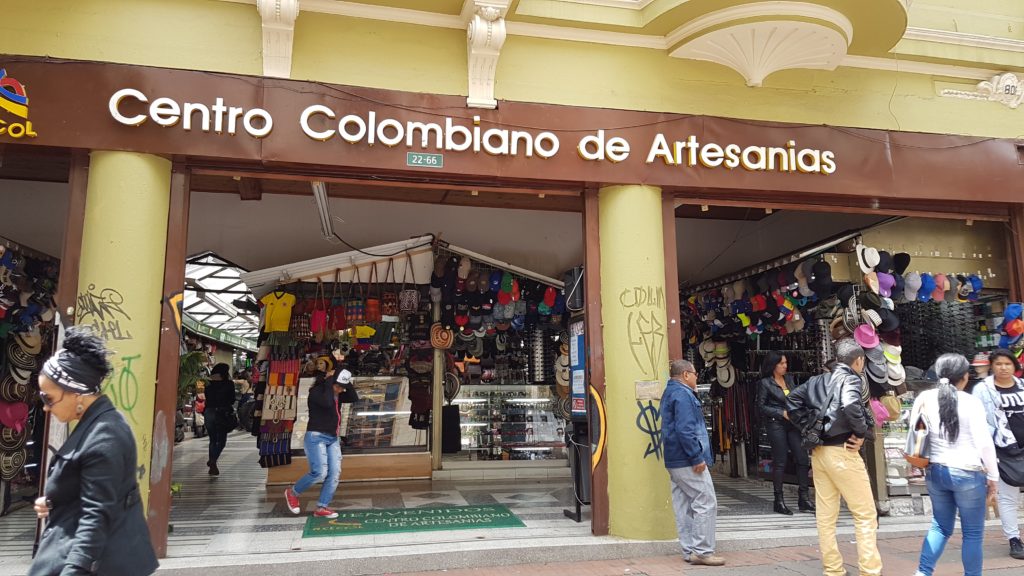 COL
Centro Colombiano de Artesanias
22-66
BIENVENIDOS
CENTRO COLOMBIANO
DE ARTESANIAS